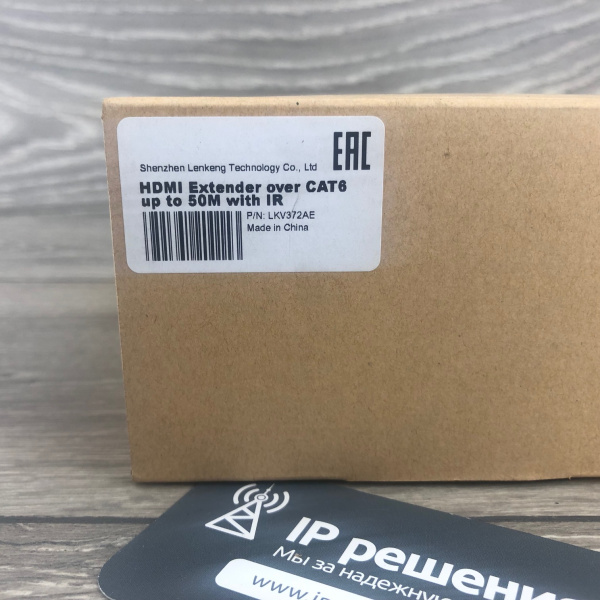 Shenzhen Lenkeng Technology Co., Ltd
EAC
HDMI Extender over CAT6
up to 50M with IR
P/N: LKV372AE
Made in China
IP решения
Мы за надежную
www.